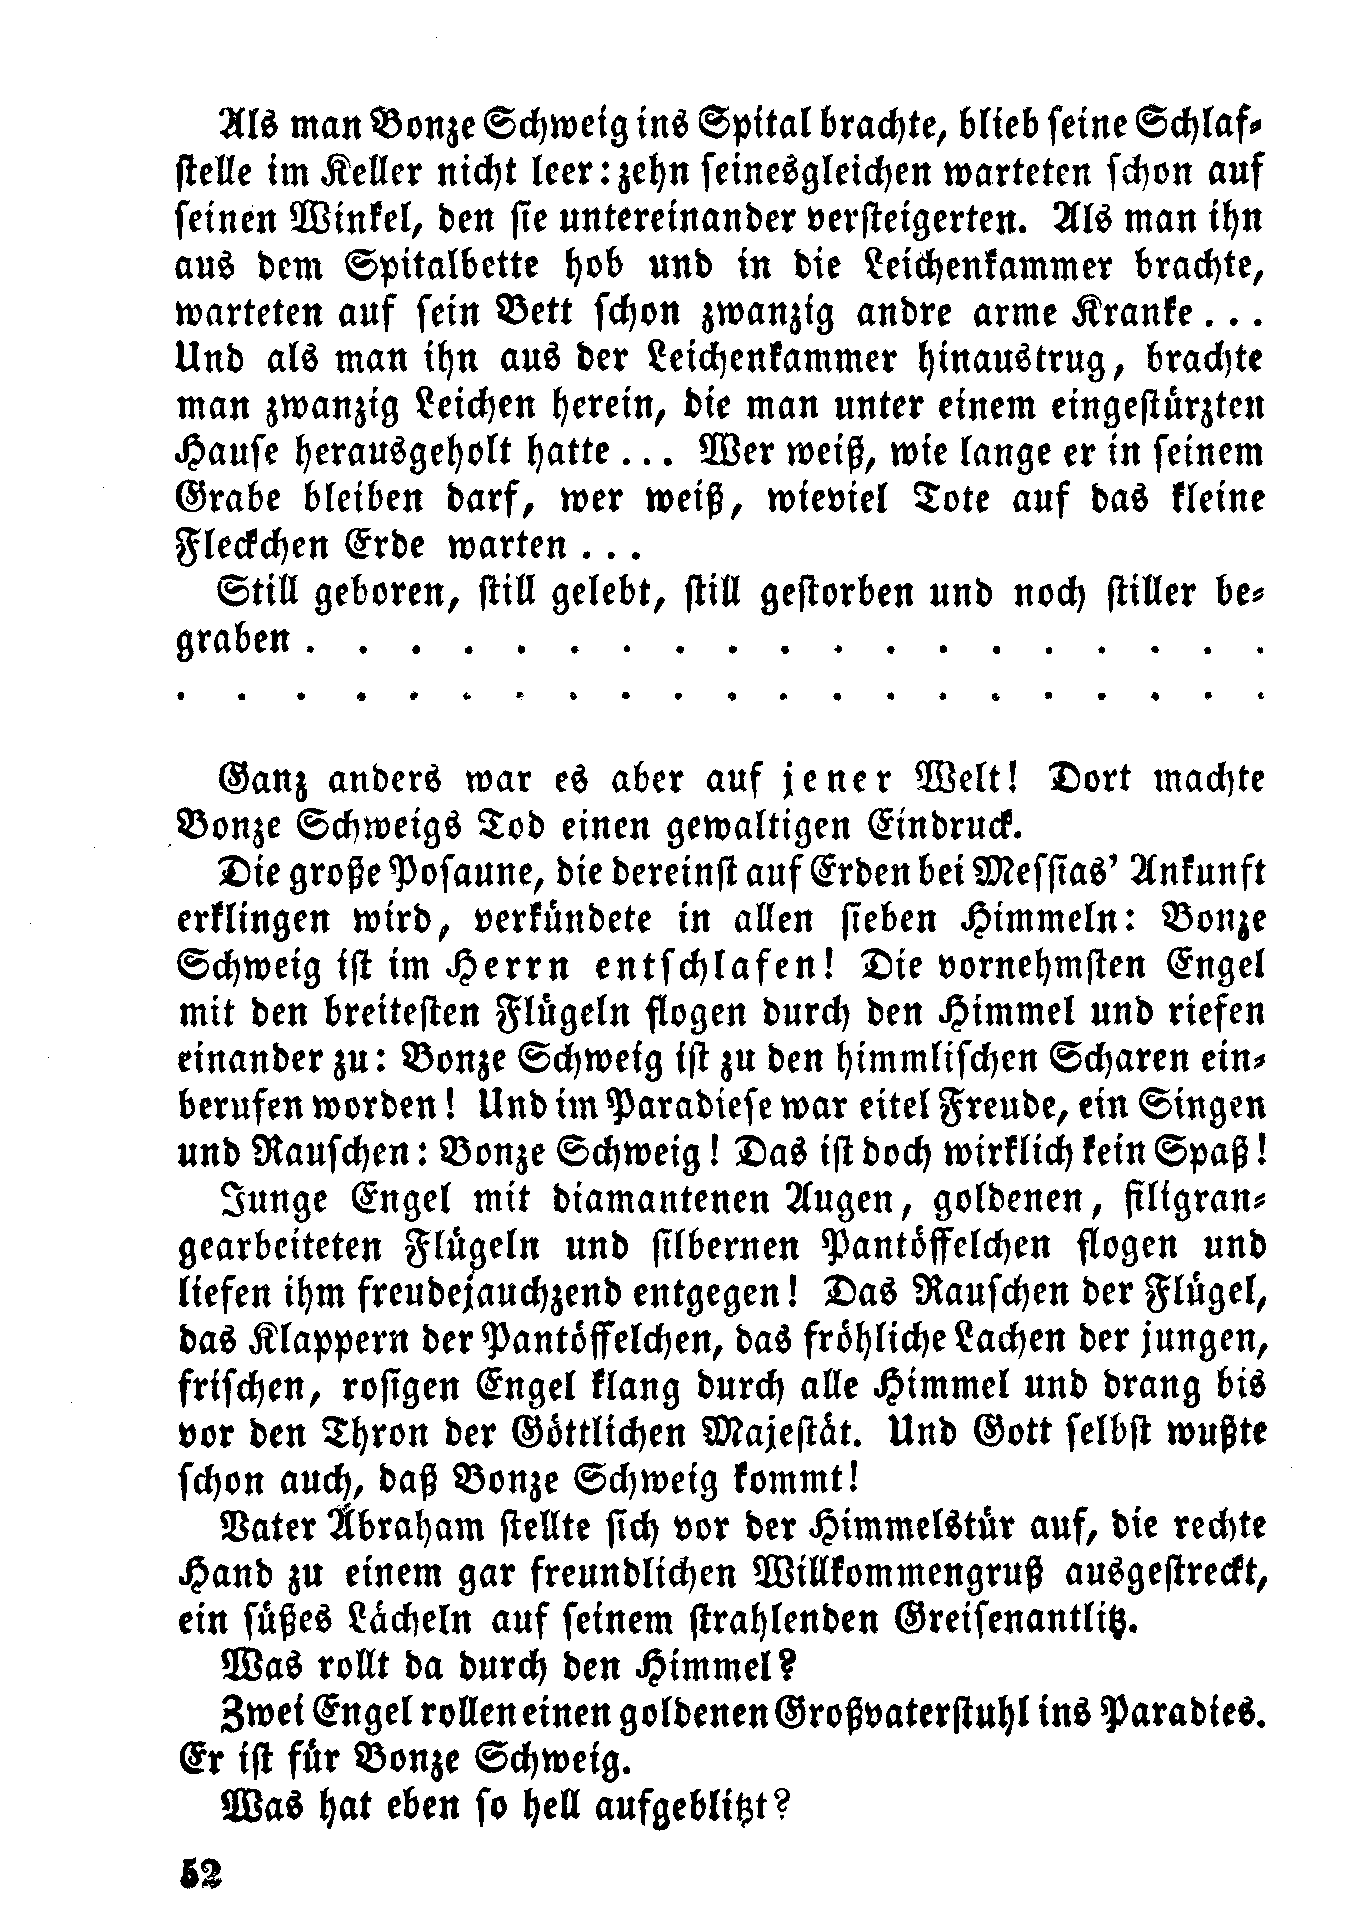 Als man Bonze Schweig ins Spital brachte, blieb seine Schlaf-
stelle im Keller nicht leer: zehn seinesgleichen warteten schon auf
seinen Winkel, den sie untereinander versteigerten. Als man ihn
aus dem Spitalbette hob und in die Leichenkammer brachte,
warteten auf sein Bett schon zwanzig andre arme Kranke...
Und als man ihn aus der Leichenkammer hinaustrug, brachte
man zwanzig Leichen herein, die man unter einem eingestürzten
Hause herausgeholt hatte... Wer weiß, wie lange er in seinem
Grabe bleiben darf, wer weiß, wieviel Tote auf das kleine
Fleckchen Erde warten...
Still geboren, still gelebt, still gestorben und noch stiller be-
graben . . . . . . . . . . . . . . . . . . .
. . . . . . . . . . . . . . . . . . . . .
Ganz anders war es aber auf jener Welt! Dort machte
Bonze Schweigs Tod einen gewaltigen Eindruck.
Die große Posaune, die dereinst auf Erden bei Messias' Ankunft
erklingen wird, verkündete in allen sieben Himmeln: Bonze
Schweig ist im Herrn entschlafen! Die vornehmsten Engel
mit den breitesten Flügeln flogen durch den Himmel und riefen
einander zu: Bonze Schweig ist zu den himmlischen Scharen ein-
berufen worden! Und im Paradiese war eitel Freude, ein Singen
und Rauschen: Bonze Schweig! Das ist doch wirklich kein Spaß!
Junge Engel mit diamantenen Augen, goldenen, filigran-
gearbeiteten Flügeln und silbernen Pantöffelchen flogen und
liefen ihm freudejauchzend entgegen! Das Rauschen der Flügel,
das Klappern der Pantöffelchen, das fröhliche Lachen der jungen,
frischen, rosigen Engel klang durch alle Himmel und drang bis
vor den Thron der Göttlichen Majestät. Und Gott selbst wußte
schon auch, daß Bonze Schweig kommt!
Vater Abraham stellte sich vor der Himmelstür auf, die rechte
Hand zu einem gar freundlichen Willkommengruß ausgestreckt,
ein süßes Lächeln auf seinem strahlenden Greisenantlitz.
Was rollt da durch den Himmel?
Zwei Engel rollen einen goldenen Großvaterstuhl ins Paradies.
Er ist für Bonze Schweig.
Was hat eben so hell aufgeblitzt?
52